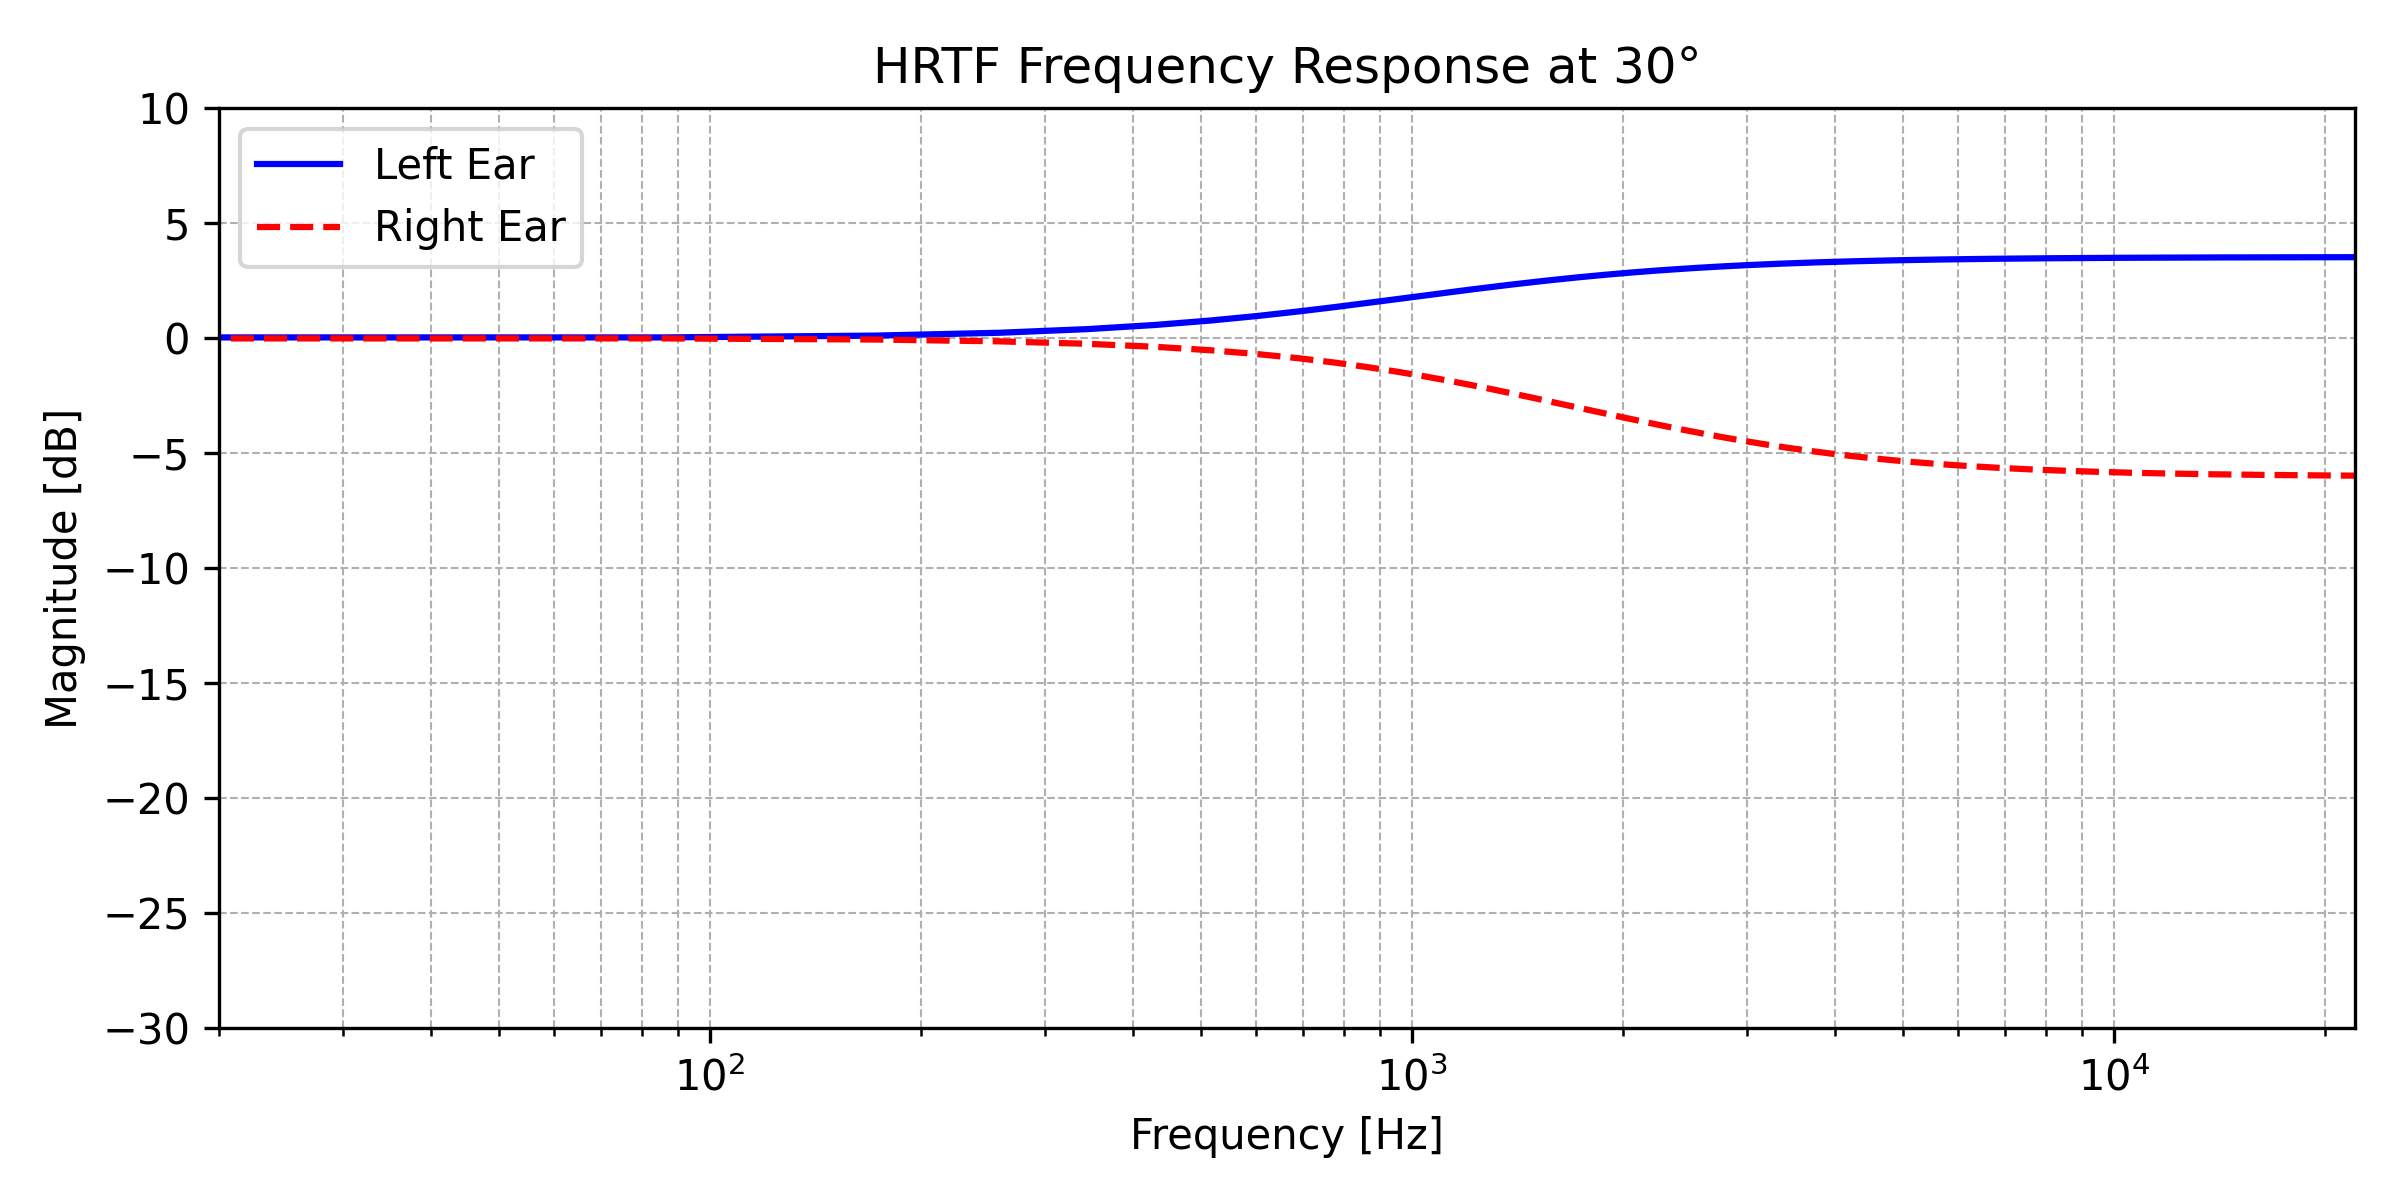 HRTF Frequency Response at 30°
Left Ear
Right Ear
Magnitude [dB]
10
5
0
−5
−10
−15
−20
−25
−30
10² 10³ 10⁴
Frequency [Hz]